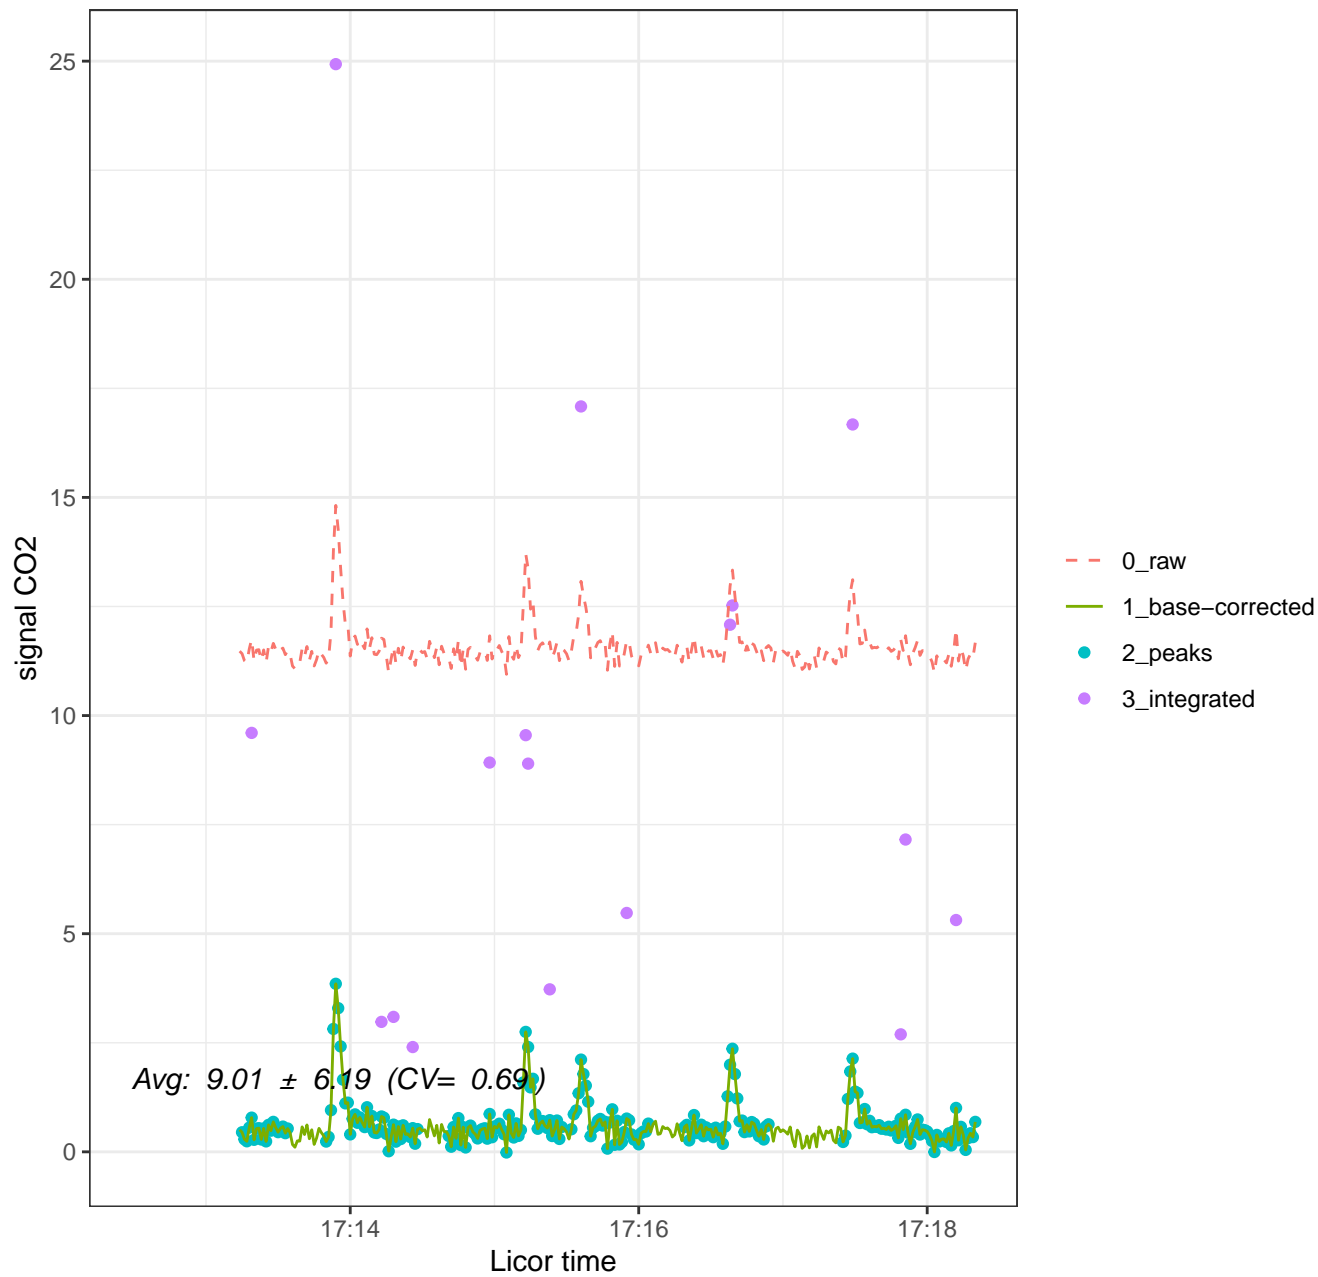 25
20
15
10
5
0
signal CO2
Avg: 9.01 ± 6.19 (CV= 0.69 )
17:14
17:16
17:18
Licor time
0_raw
1_base−corrected
2_peaks
3_integrated